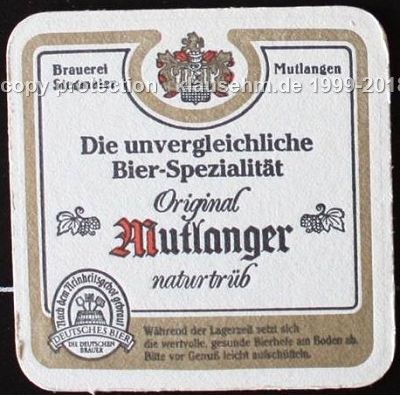 Brauerei
Mutlangen
copy protection klausehm.de 1999-2018
Die unvergleichliche
Bier-Spezialität
Original
Mutlanger
naturtrüb
Nach dem Reinheitsgebot gebraut
DEUTSCHES BIER
DIE DEUTSCHEN
BRAUER
Während der Lagerzeit setzt sich
die wertvolle, gesunde Bierhefe am Boden ab.
Bitte vor Genuß leicht aufschütteln.